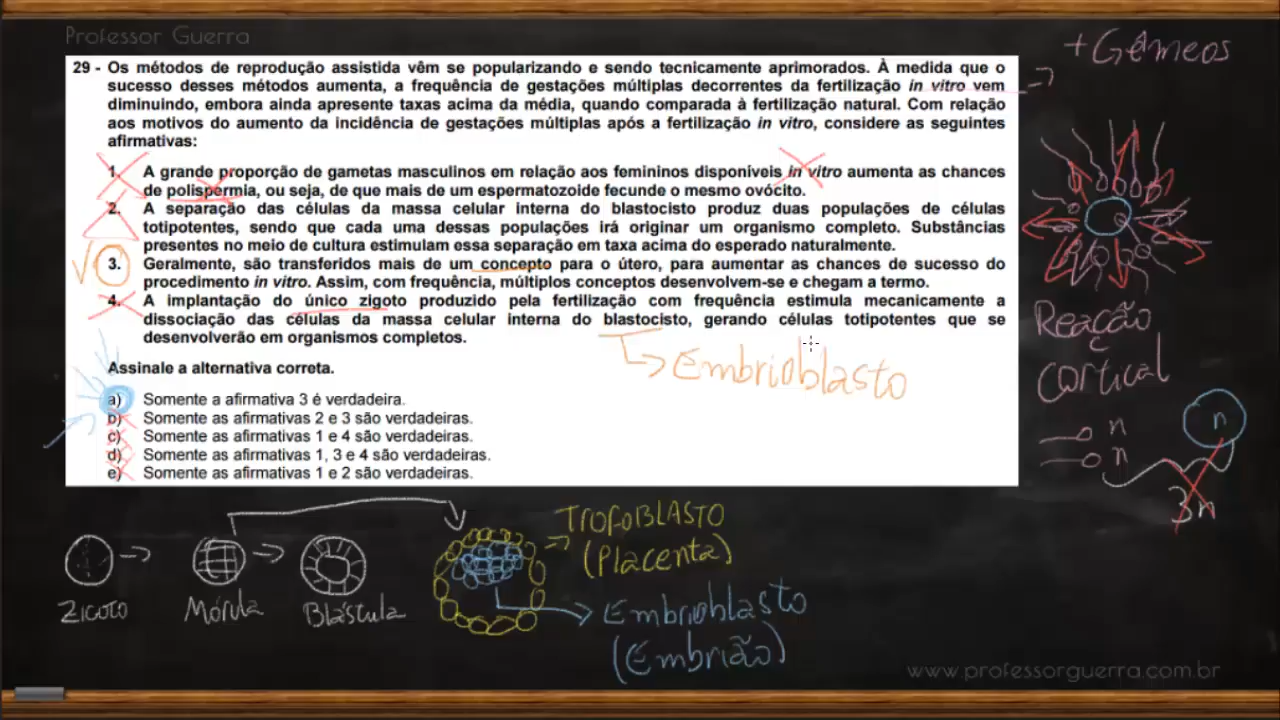 Professor Guerra
29 - Os métodos de reprodução assistida vêm se popularizando e sendo tecnicamente aprimorados. À medida que o
sucesso desses métodos aumenta, a frequência de gestações múltiplas decorrentes da fertilização in vitro vem
diminuindo, embora ainda apresente taxas acima da média, quando comparada à fertilização natural. Com relação
aos motivos do aumento da incidência de gestações múltiplas após a fertilização in vitro, considere as seguintes
afirmativas:
1. A grande proporção de gametas masculinos em relação aos femininos disponíveis in vitro aumenta as chances
de polispermia, ou seja, de que mais de um espermatozoide fecunde o mesmo ovócito.
2. A separação das células da massa celular interna do blastocisto produz duas populações de células
totipotentes, sendo que cada uma dessas populações irá originar um organismo completo. Substâncias
presentes no meio de cultura estimulam essa separação em taxa acima do esperado naturalmente.
3. Geralmente, são transferidos mais de um concepto para o útero, para aumentar as chances de sucesso do
procedimento in vitro. Assim, com frequência, múltiplos conceptos desenvolvem-se e chegam a termo.
4. A implantação do único zigoto produzido pela fertilização com frequência estimula mecanicamente a
dissociação das células da massa celular interna do blastocisto, gerando células totipotentes que se
desenvolverão em organismos completos.
Embrioblasto
Assinale a alternativa correta.
a) Somente a afirmativa 3 é verdadeira.
b) Somente as afirmativas 2 e 3 são verdadeiras.
c) Somente as afirmativas 1 e 4 são verdadeiras.
d) Somente as afirmativas 1, 3 e 4 são verdadeiras.
e) Somente as afirmativas 1 e 2 são verdadeiras.
+ Gêmeos
Reação
Cortical
n
n
n
3n
Zigoto
Mórula
Blástula
TROFOBLASTO
(Placenta)
Embrioblasto
(Embrião)
www.professorguerra.com.br